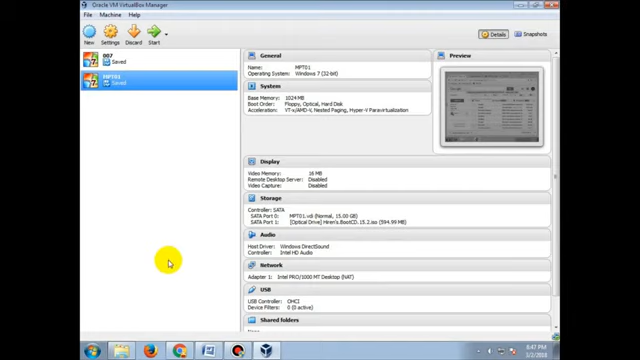 Oracle VM VirtualBox Manager
File Machine Help
New Settings Discard Start
Details Snapshots
007
Saved
MPT01
Saved
General
Name: MPT01
Operating System: Windows 7 (32-bit)
Preview
System
Base Memory: 1024 MB
Boot Order: Floppy, Optical, Hard Disk
Acceleration: VT-x/AMD-V, Nested Paging, Hyper-V Paravirtualization
Display
Video Memory: 16 MB
Remote Desktop Server: Disabled
Video Capture: Disabled
Storage
Controller: SATA
SATA Port 0: MPT01.vdi (Normal, 15.00 GB)
SATA Port 1: [Optical Drive] Hiren's.BootCD.15.2.iso (594.99 MB)
Audio
Host Driver: Windows DirectSound
Controller: Intel HD Audio
Network
Adapter 1: Intel PRO/1000 MT Desktop (NAT)
USB
USB Controller: OHCI
Device Filters: 0 (0 active)
Shared folders
8:47 PM
5/2/2018